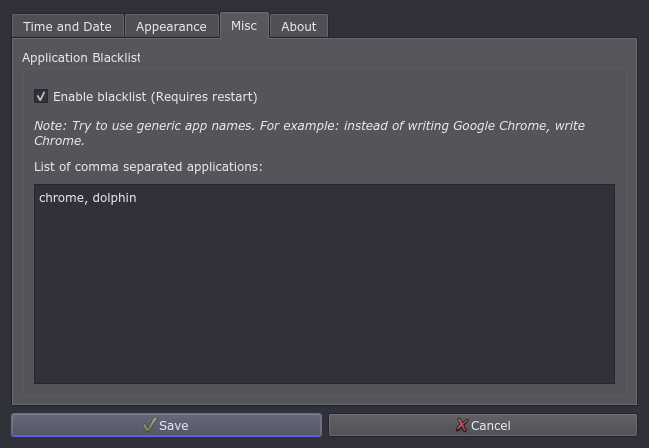 Time and Date Appearance Misc About
Application Blacklist
Enable blacklist (Requires restart)
Note: Try to use generic app names. For example: instead of writing Google Chrome, write
Chrome.
List of comma separated applications:
chrome, dolphin
Save Cancel